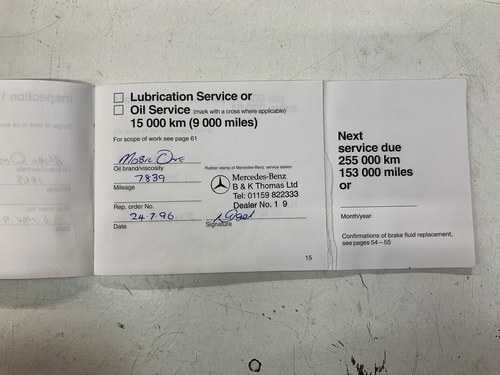 Lubrication Service or
Oil Service (mark with a cross where applicable)
15 000 km (9 000 miles)
For scope of work see page 61
Mobil One
Oil brand/viscosity
7839
Mileage
Rep. order No.
24.7.96
Date
Rubber stamp of Mercedes-Benz service station
Mercedes-Benz
B & K Thomas Ltd
Tel: 01159 822333
Dealer No. 1 9
Signature
15
Next
service due
255 000 km
153 000 miles
or
Month/year
Confirmations of brake fluid replacement,
see pages 54–55